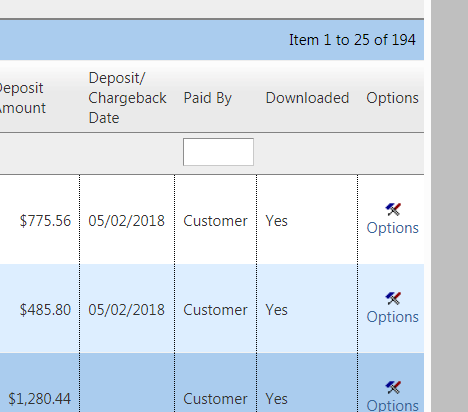 Item 1 to 25 of 194
Deposit Amount
Deposit/
Chargeback
Date
Paid By
Downloaded
Options
$775.56 05/02/2018 Customer Yes Options
$485.80 05/02/2018 Customer Yes Options
$1,280.44 Customer Yes Options